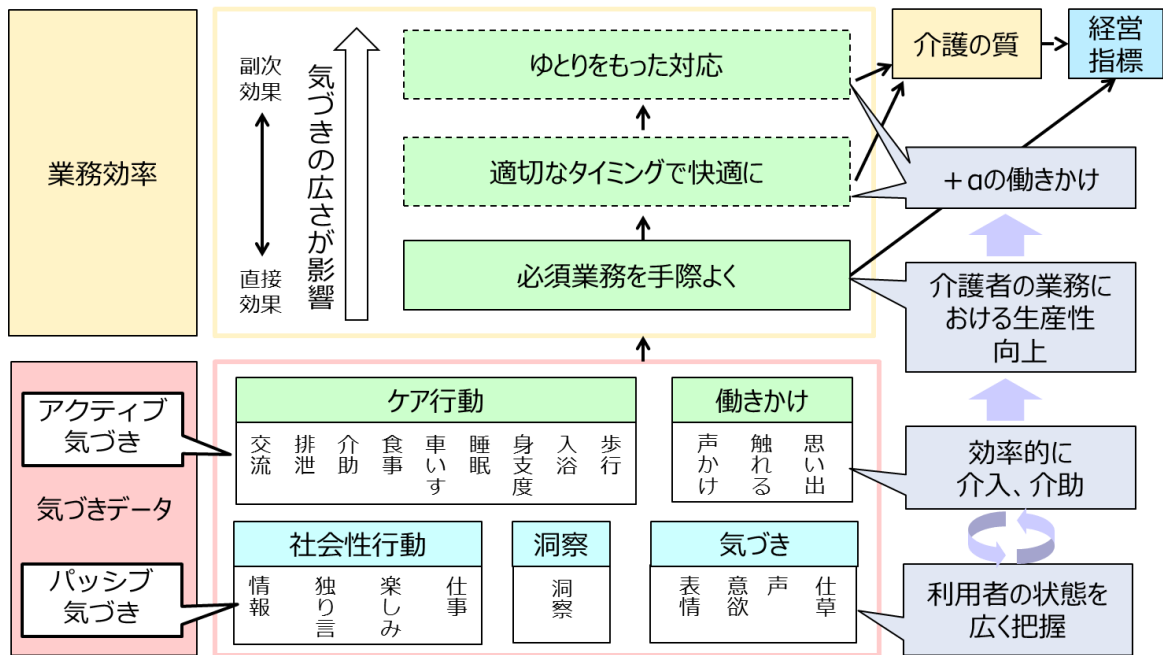 業務効率
副次
効果
直接
効果
気づきの広さが影響
ゆとりをもった対応
適切なタイミングで快適に
必須業務を手際よく
介護の質
経営
指標
+αの働きかけ
介護者の業務に
おける生産性
向上
効率的に
介入、介助
利用者の状態を
広く把握
気づきデータ
アクティブ
気づき
パッシブ
気づき
ケア行動
交流
排泄
介助
食事
車いす
睡眠
身支度
入浴
歩行
働きかけ
声かけ
触れる
思い出
社会性行動
情報
独り言
楽しみ
仕事
洞察
洞察
気づき
表情
意欲
声
仕草